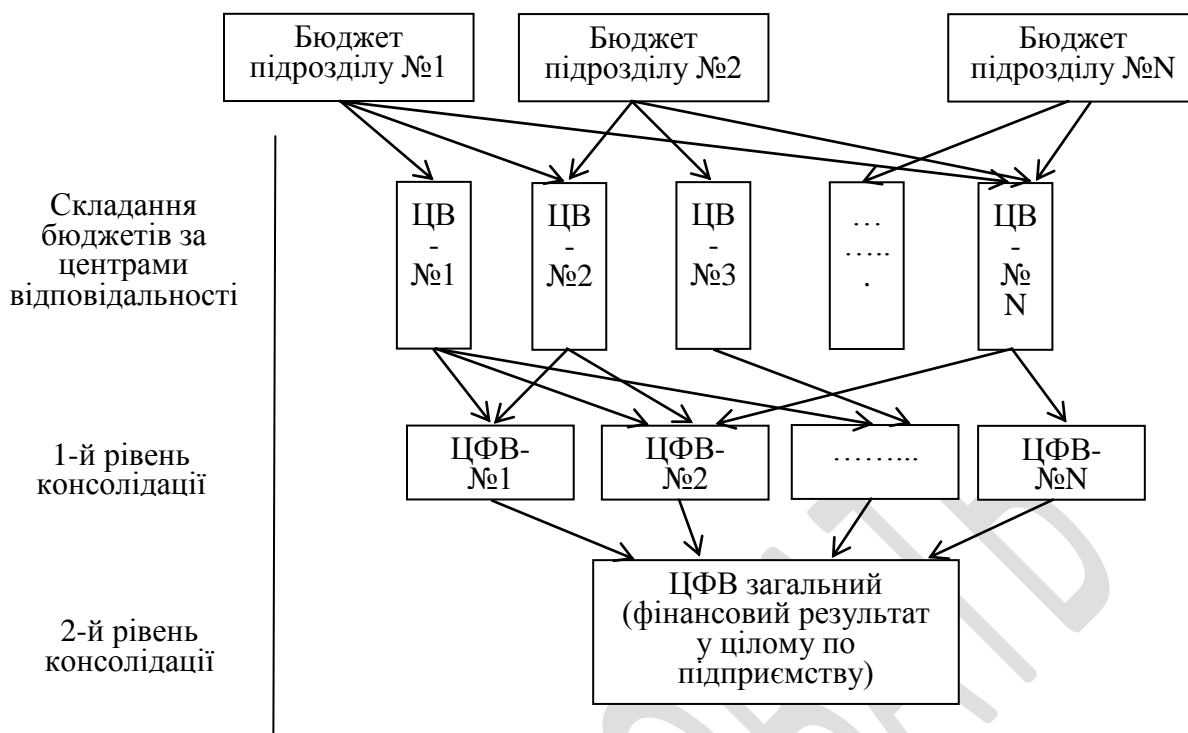 Бюджет
підрозділу №1
Бюджет
підрозділу №2
Бюджет
підрозділу №N
Складання
бюджетів за
центрами
відповідальності
ЦВ
-
№1
ЦВ
-
№2
ЦВ
-
№3
…
…..
.
ЦВ
-
№
N
1-й рівень
консолідації
ЦФВ-
№1
ЦФВ-
№2
……...
ЦФВ-
№N
2-й рівень
консолідації
ЦФВ загальний
(фінансовий результат
у цілому по
підприємству)